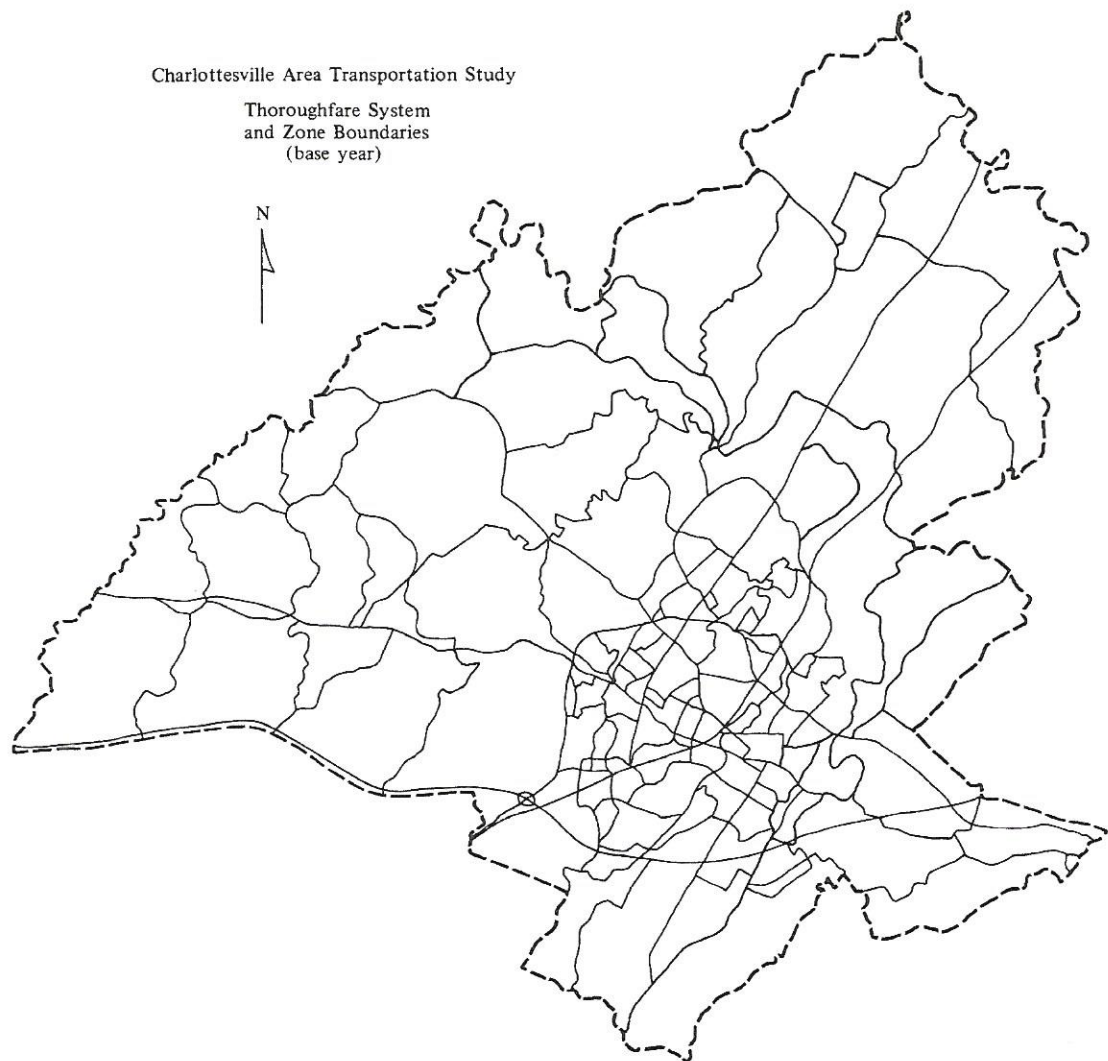 Charlottesville Area Transportation Study
Thoroughfare System
and Zone Boundaries
(base year)
N